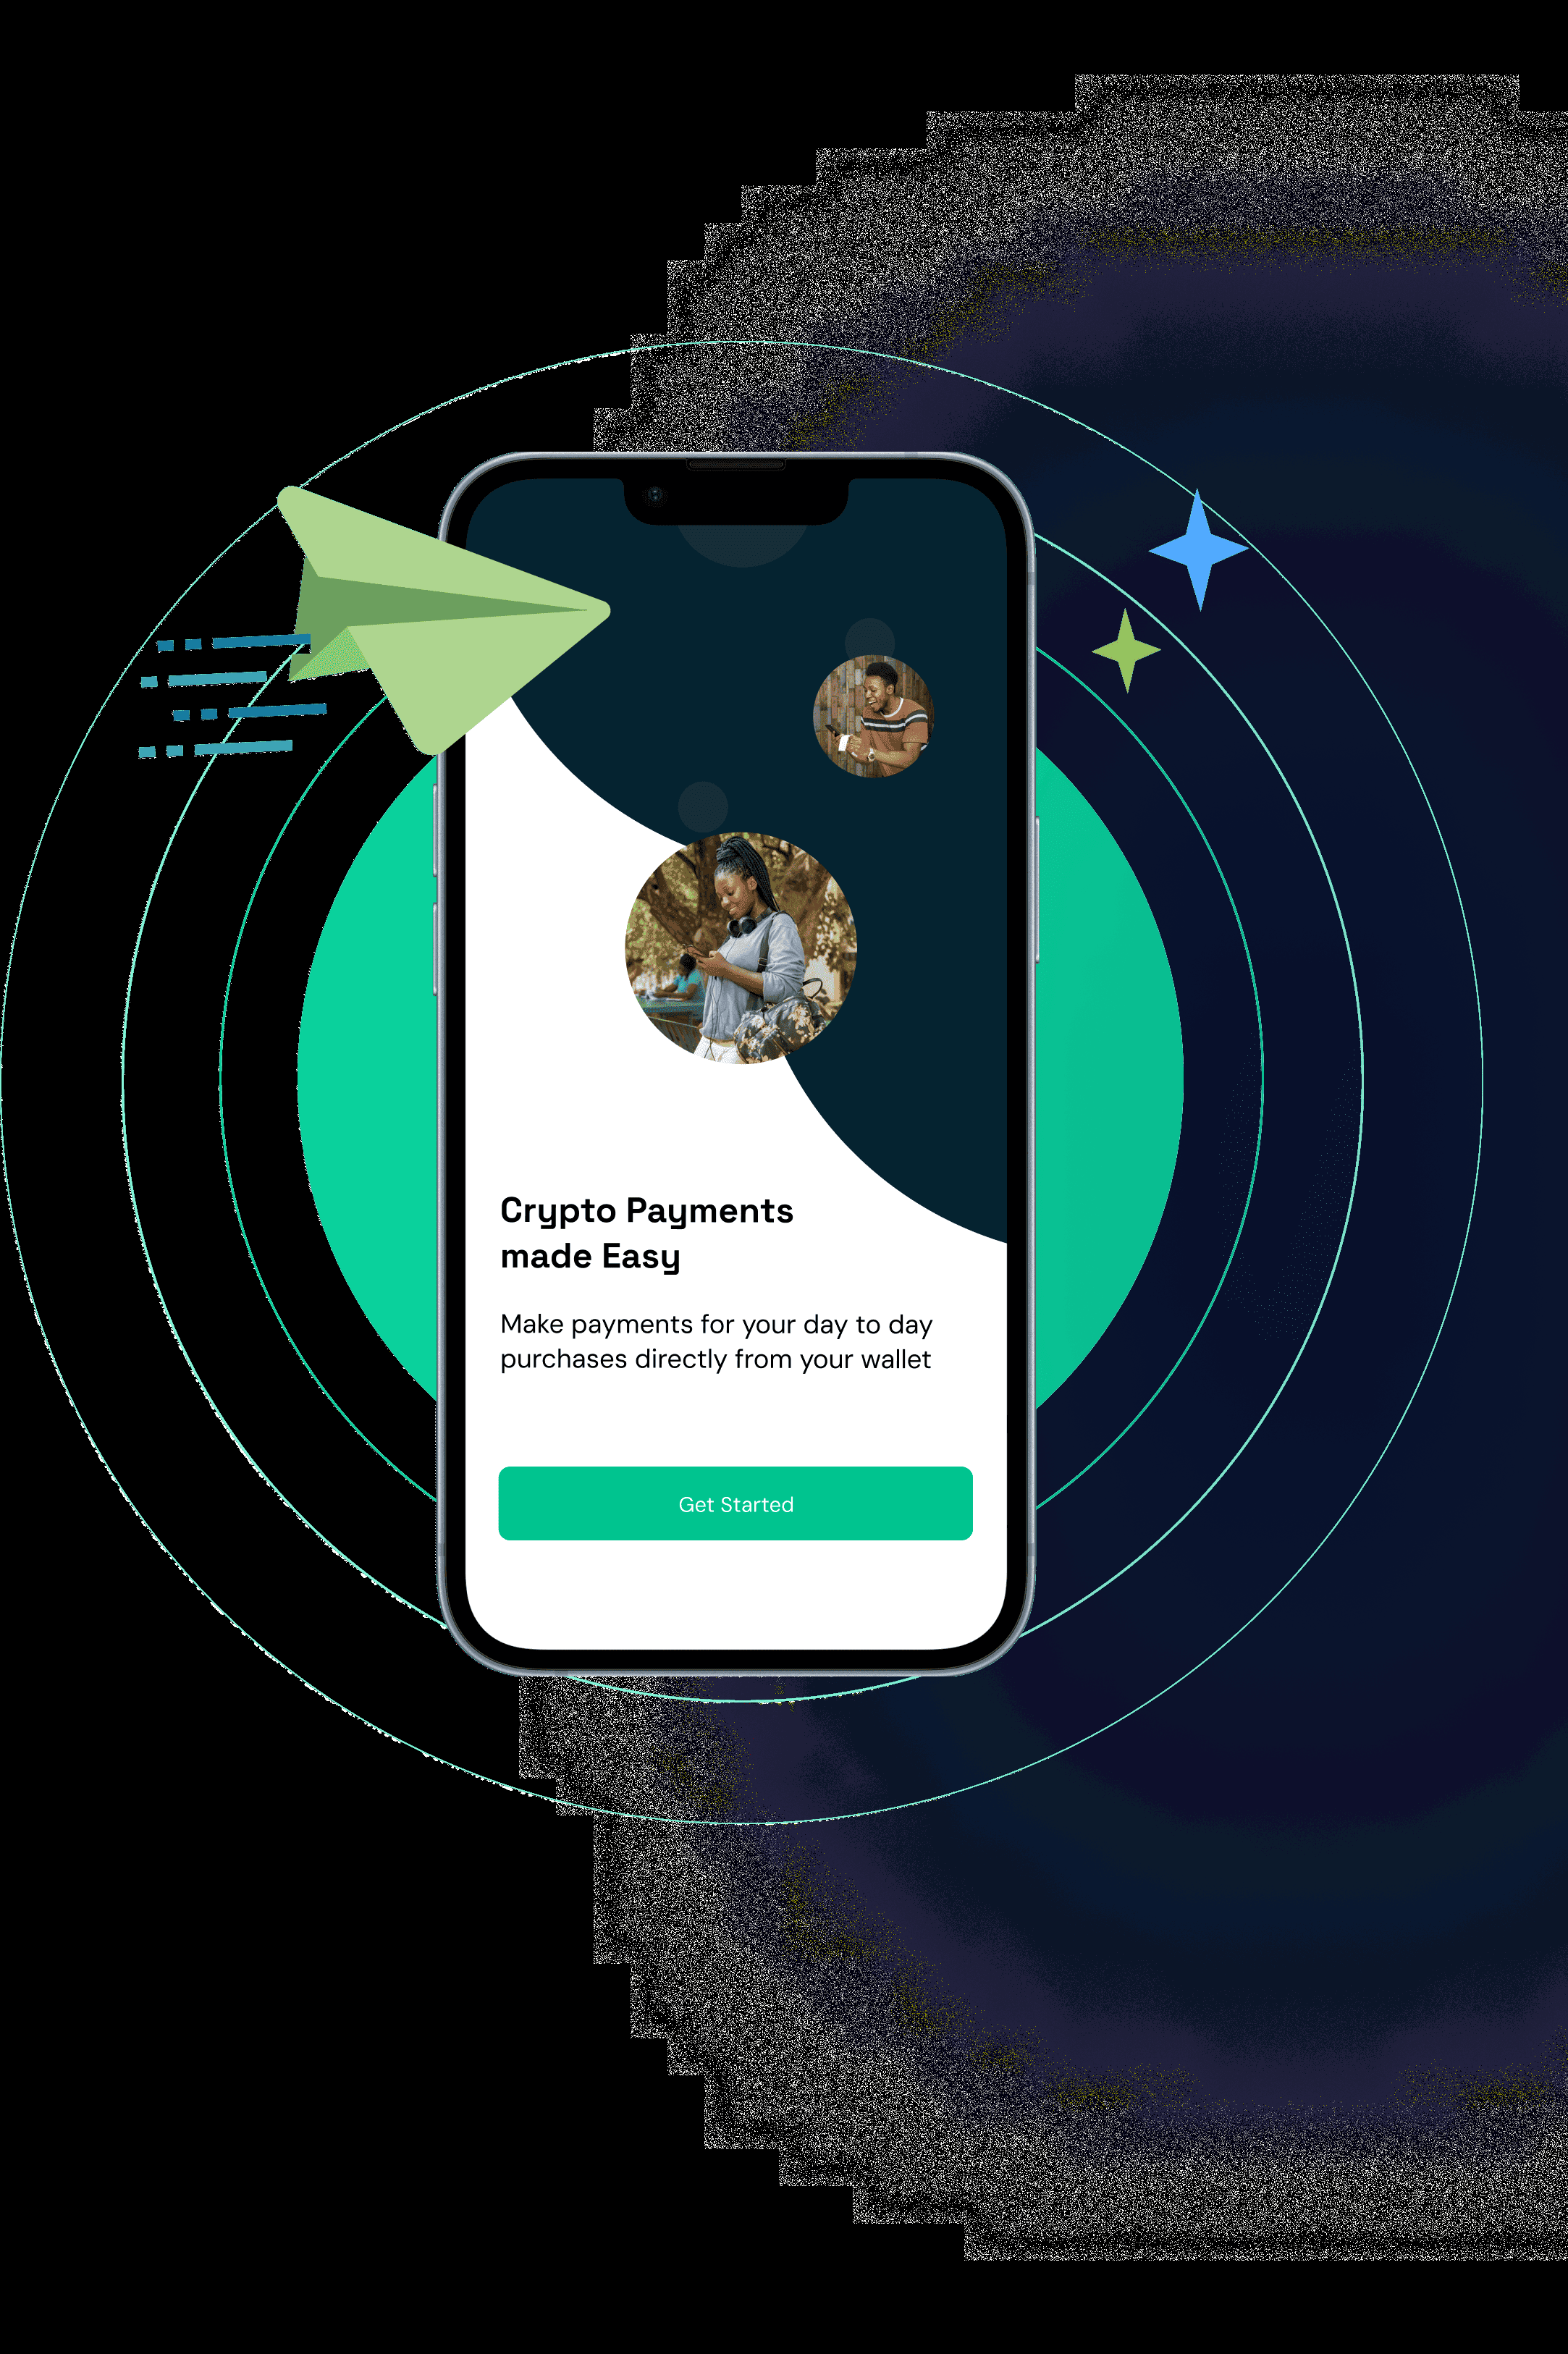 Crypto Payments
made Easy
Make payments for your day to day
purchases directly from your wallet
Get Started